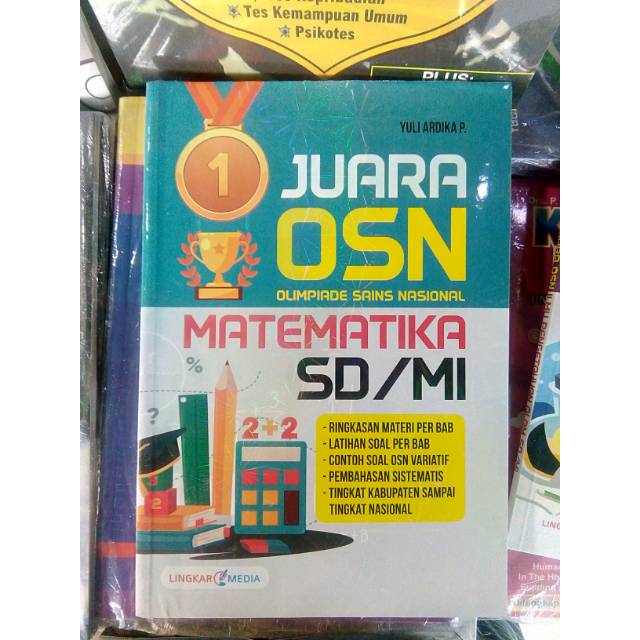 Tes Kemampuan Umum
Psikotes
PLUS:
YULI ARDIKA P.
1
JUARA
OSN
OLIMPIADE SAINS NASIONAL
MATEMATIKA
SD/MI
%
?
2+2
2
- RINGKASAN MATERI PER BAB
- LATIHAN SOAL PER BAB
- CONTOH SOAL OSN VARIATIF
- PEMBAHASAN SISTEMATIS
- TINGKAT KABUPATEN SAMPAI
TINGKAT NASIONAL
LINGKAR MEDIA